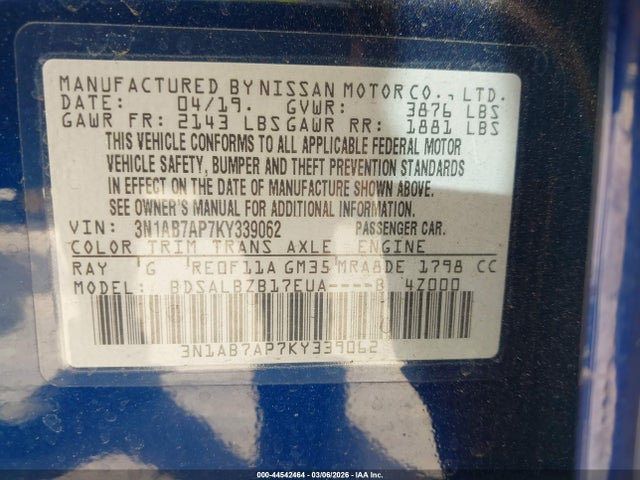 MANUFACTURED BY NISSAN MOTOR CO., LTD.
DATE: 04/19. GVWR: 3876 LBS
GAWR FR: 2143 LBS GAWR RR: 1881 LBS
THIS VEHICLE CONFORMS TO ALL APPLICABLE FEDERAL MOTOR
VEHICLE SAFETY, BUMPER AND THEFT PREVENTION STANDARDS
IN EFFECT ON THE DATE OF MANUFACTURE SHOWN ABOVE.
SEE OWNER'S MANUAL FOR ADDITIONAL INFORMATION.
VIN: 3N1AB7AP7KY339062 PASSENGER CAR.
COLOR TRIM TRANS AXLE ENGINE
RAY G RE0F11A GM35 MRA8DE 1798 CC
MODEL: BDSALBZB17EUA----B 4Z000
3N1AB7AP7KY339062
000-44542464 | 03/06/2026 | IAA Inc.